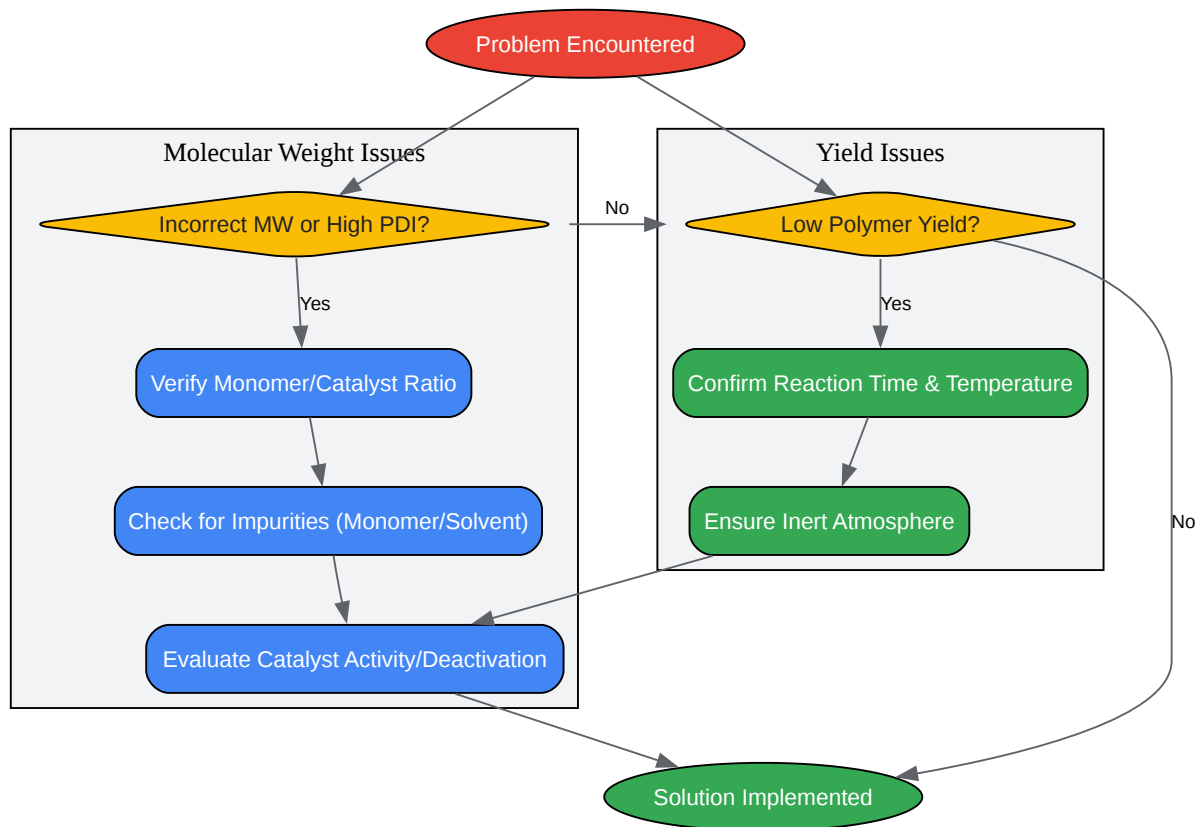 Problem Encountered
Molecular Weight Issues
Yield Issues
Incorrect MW or High PDI?
No
Low Polymer Yield?
Yes
Yes
Verify Monomer/Catalyst Ratio
Confirm Reaction Time & Temperature
Check for Impurities (Monomer/Solvent)
Ensure Inert Atmosphere
No
Evaluate Catalyst Activity/Deactivation
Solution Implemented